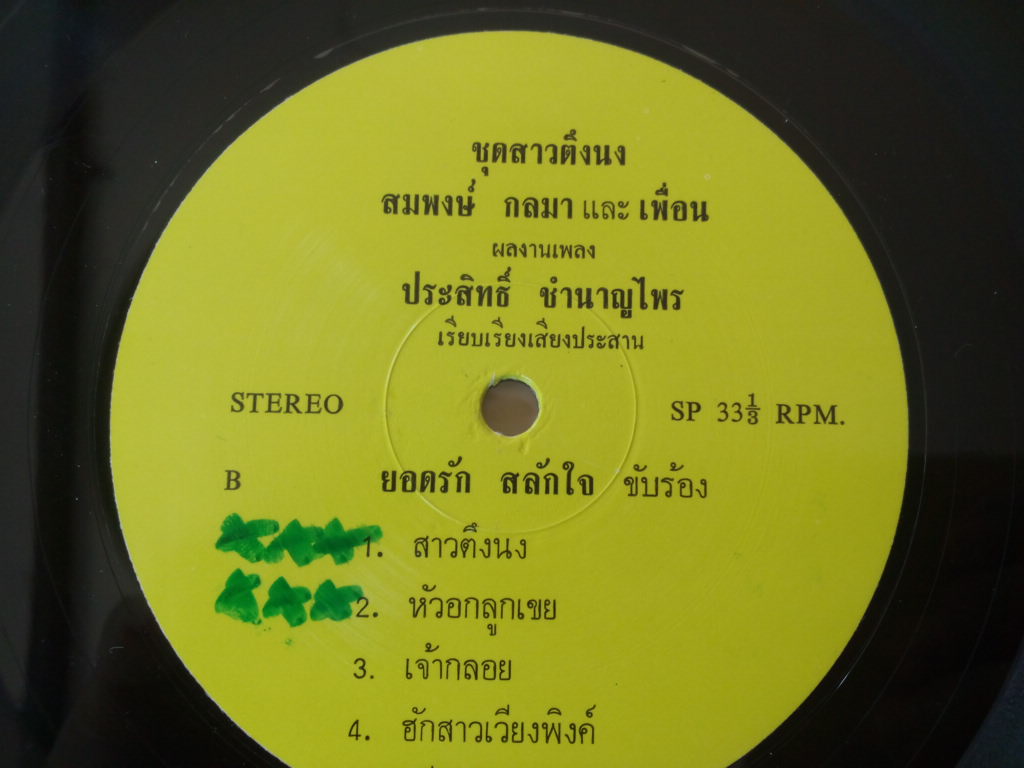 ชุดสาวตึงนง
สมพงษ์ กลมา และ เพื่อน
ผลงานเพลง
ประสิทธิ์ ชำนาญไพร
เรียบเรียงเสียงประสาน
STEREO SP 33⅓ RPM.
B ยอดรัก สลักใจ ขับร้อง
1. สาวตึงนง
2. หัวอกลูกเขย
3. เจ้ากลอย
4. ฮักสาวเวียงพิงค์